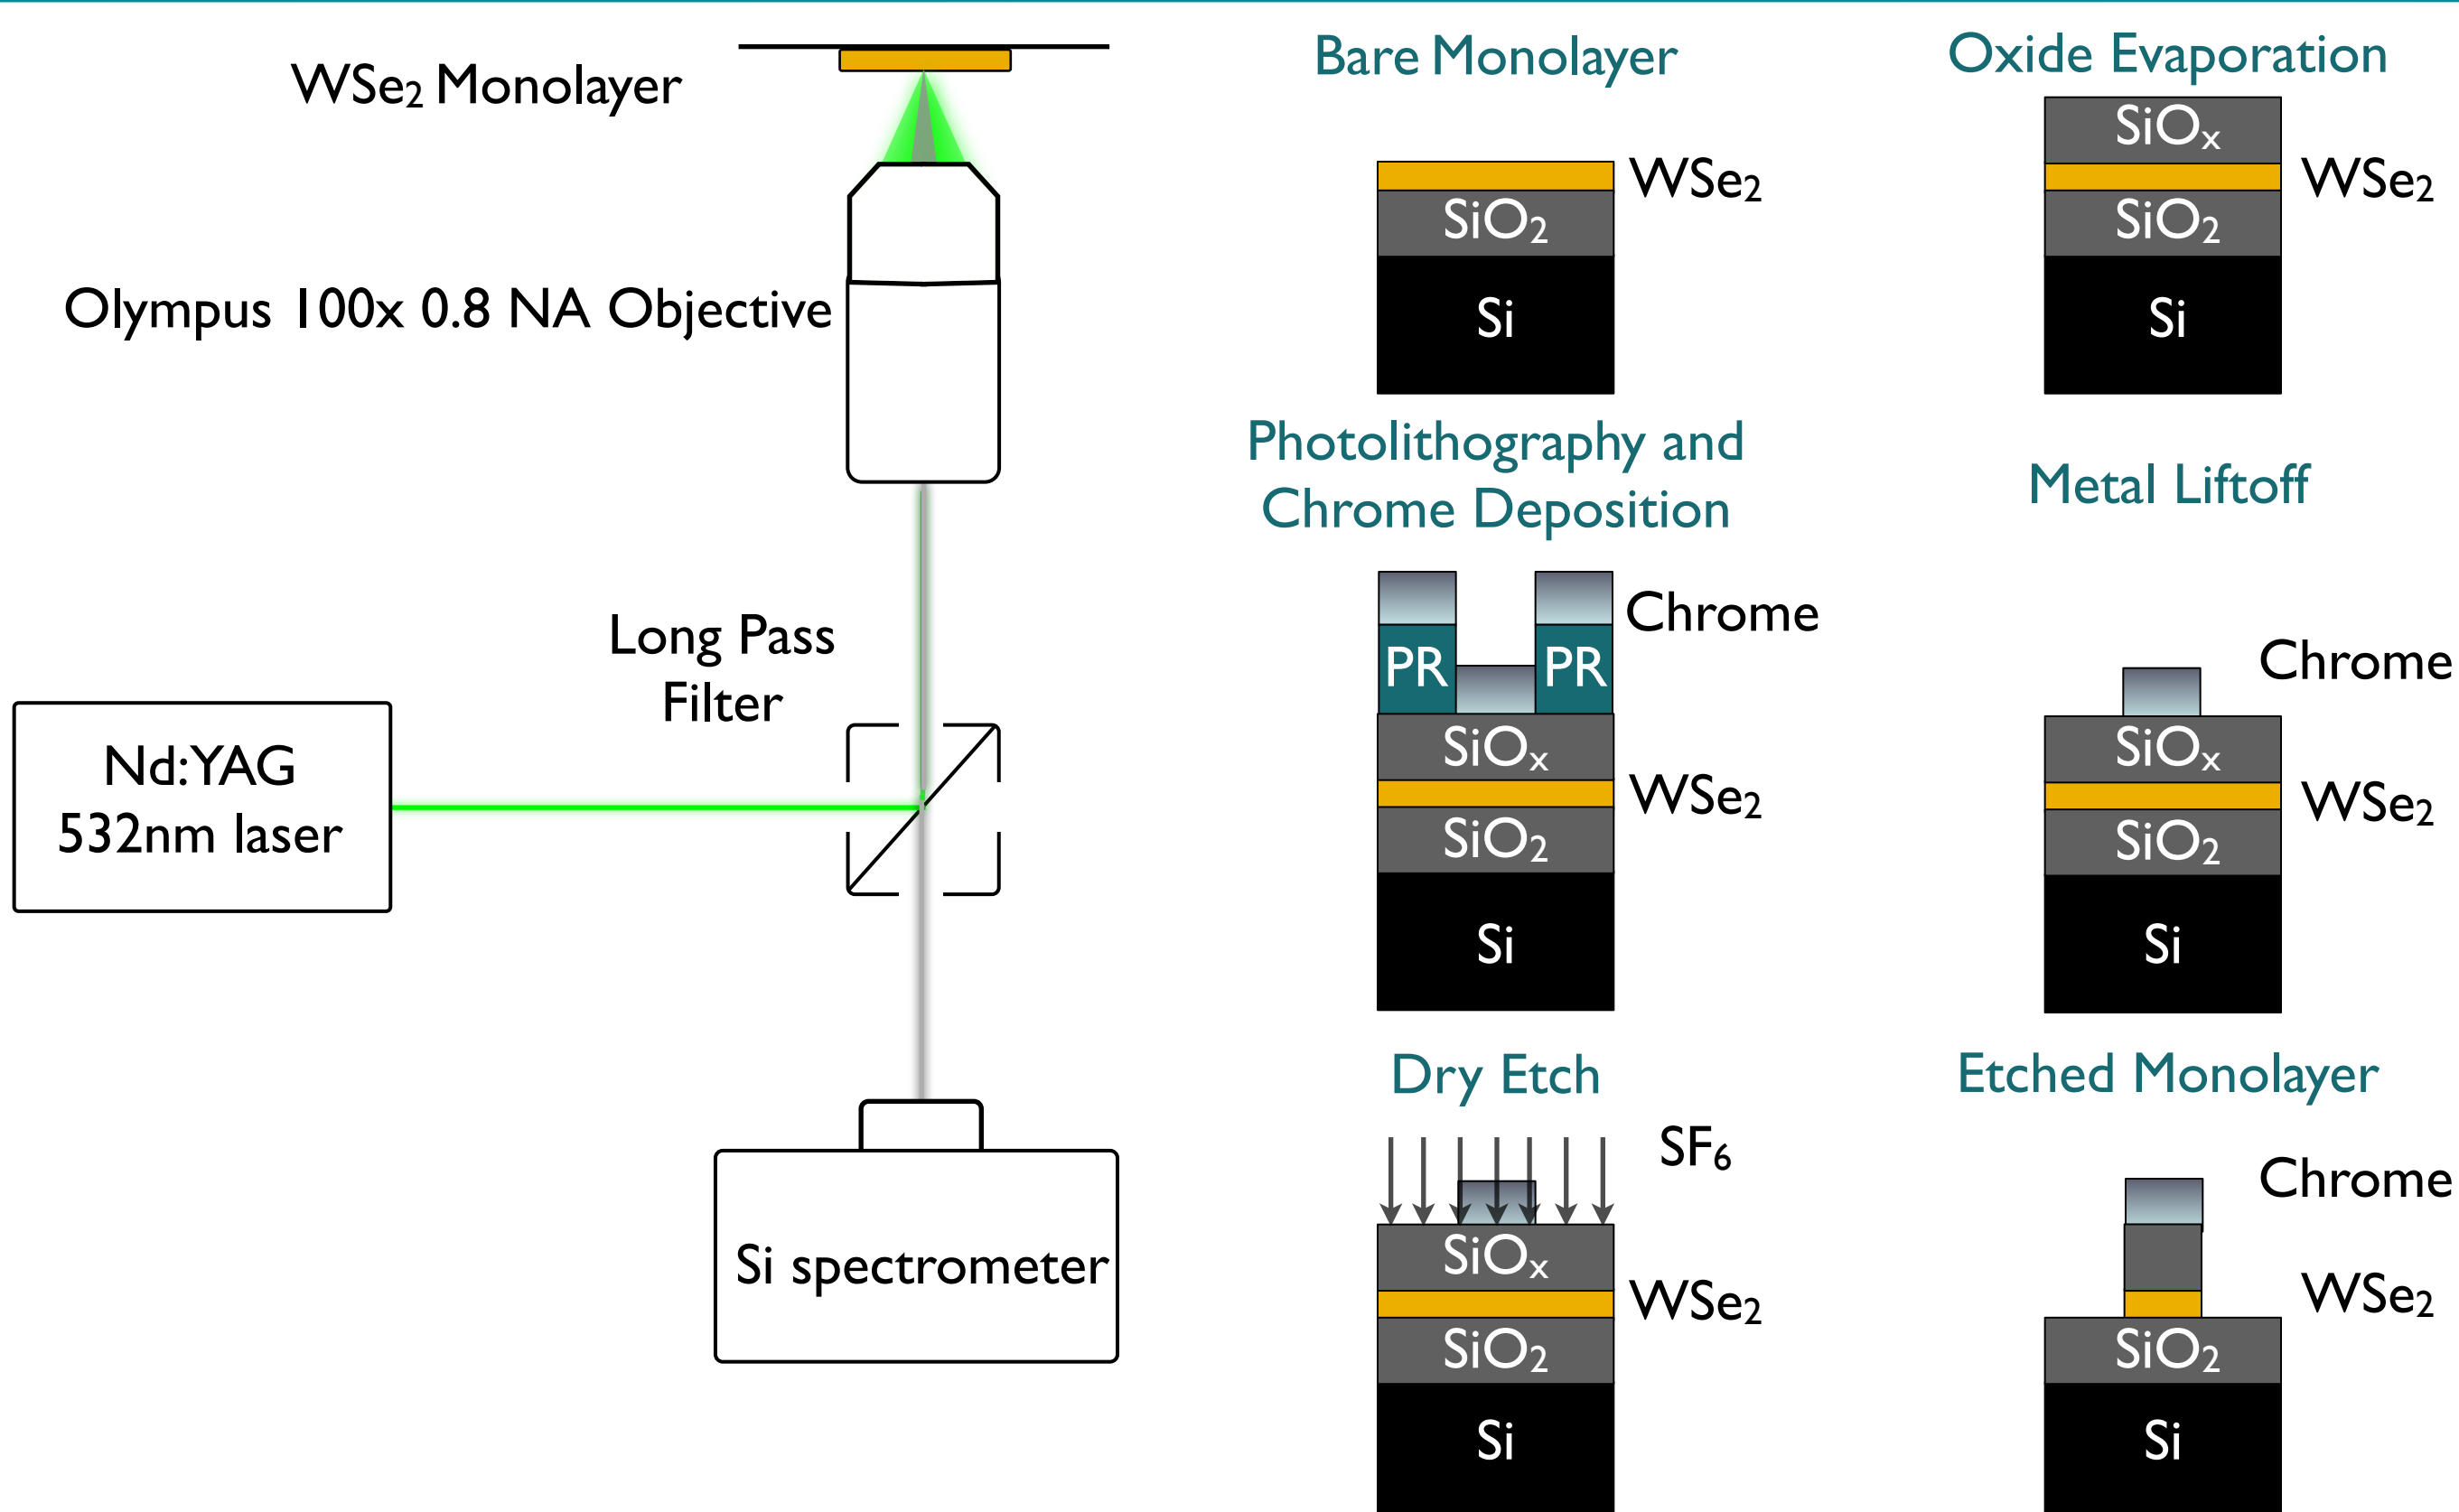 WSe₂ Monolayer
Olympus 100x 0.8 NA Objective
Long Pass
Filter
Nd:YAG
532nm laser
Si spectrometer
Bare Monolayer
WSe₂
SiO₂
Si
Oxide Evaporation
SiOₓ
WSe₂
SiO₂
Si
Photolithography and
Chrome Deposition
Chrome
PR PR
SiOₓ
WSe₂
SiO₂
Si
Metal Liftoff
Chrome
SiOₓ
WSe₂
SiO₂
Si
Dry Etch
SF₆
SiOₓ
WSe₂
SiO₂
Si
Etched Monolayer
Chrome
WSe₂
SiO₂
Si